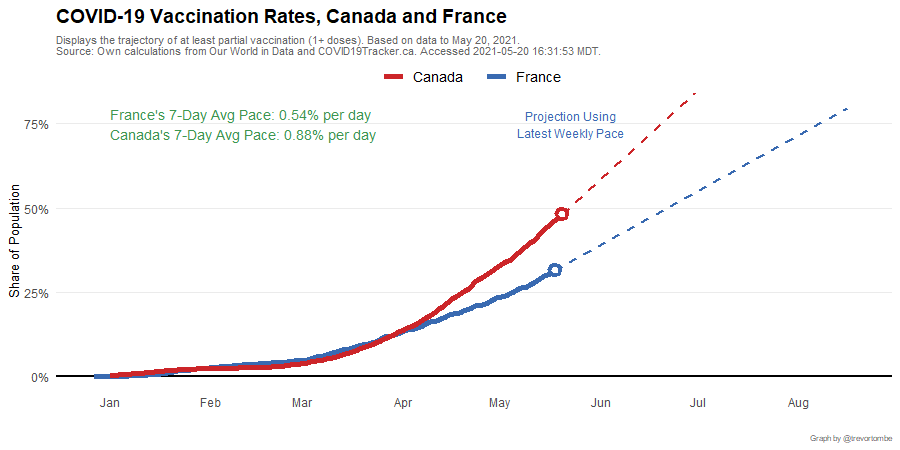 COVID-19 Vaccination Rates, Canada and France
Displays the trajectory of at least partial vaccination (1+ doses). Based on data to May 20, 2021.
Source: Own calculations from Our World in Data and COVID19Tracker.ca. Accessed 2021-05-20 16:31:53 MDT.
Canada France
France's 7-Day Avg Pace: 0.54% per day
Canada's 7-Day Avg Pace: 0.88% per day
Projection Using
Latest Weekly Pace
Share of Population
75%
50%
25%
0%
Jan Feb Mar Apr May Jun Jul Aug
Graph by @trevortombe